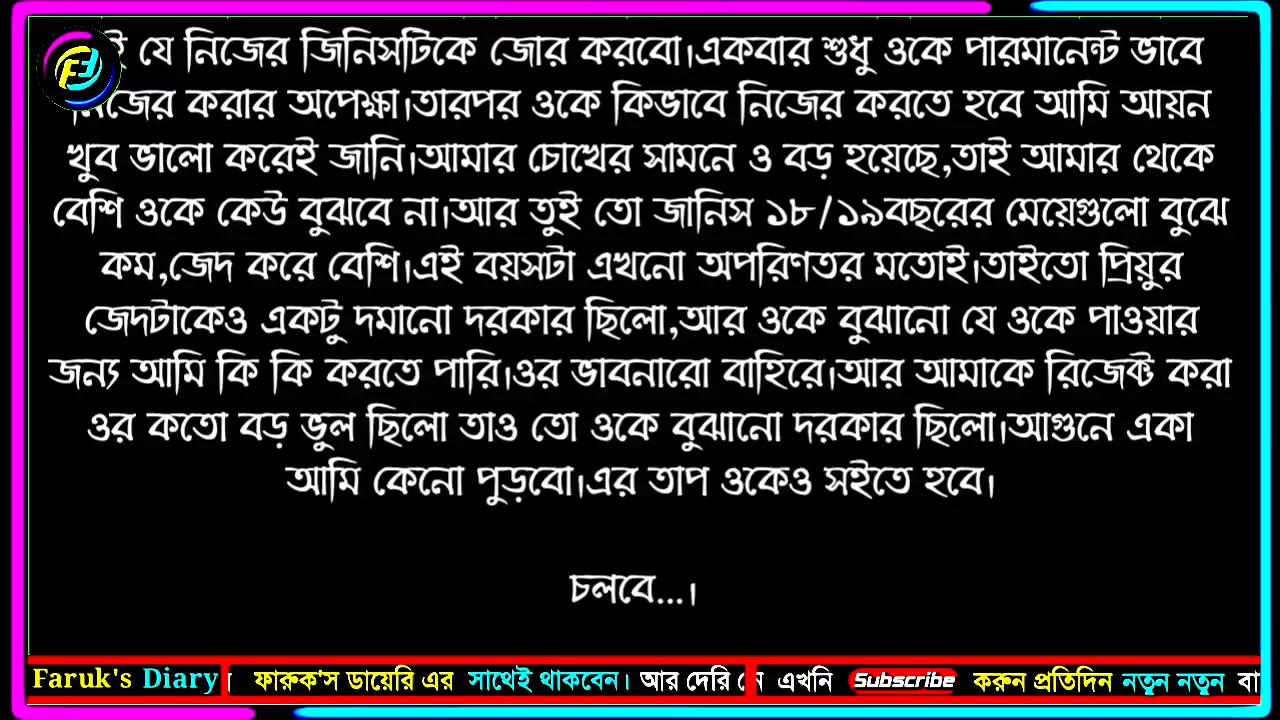 যে নিজের জিনিসটিকে জোর করবো।একবার শুধু ওকে পারমানেন্ট ভাবে
করার অপেক্ষা।তারপর ওকে কিভাবে নিজের করতে হবে আমি আয়ন
খুব ভালো করেই জানি।আমার চোখের সামনে ও বড় হয়েছে,তাই আমার থেকে
বেশি ওকে কেউ বুঝবে না।আর তুই তো জানিস ১৮/১৯বছরের মেয়েগুলো বুঝে
কম,জেদ করে বেশি।এই বয়সটা এখনো অপরিণতর মতোই।তাইতো প্রিয়ুর
জেদটাকেও একটু দমানো দরকার ছিলো,আর ওকে বুঝানো যে ওকে পাওয়ার
জন্য আমি কি কি করতে পারি।ওর ভাবনারো বাহিরে।আর আমাকে রিজেক্ট করা
ওর কতো বড় ভুল ছিলো তাও তো ওকে বুঝানো দরকার ছিলো।আগুনে একা
আমি কেনো পুড়বো।এর তাপ ওকেও সইতে হবে।
চলবে...।
Faruk's Diary ফারুক'স ডায়েরি এর সাথেই থাকবেন। আর দেরি এখনি Subscribe করুন প্রতিদিন নতুন নতুন